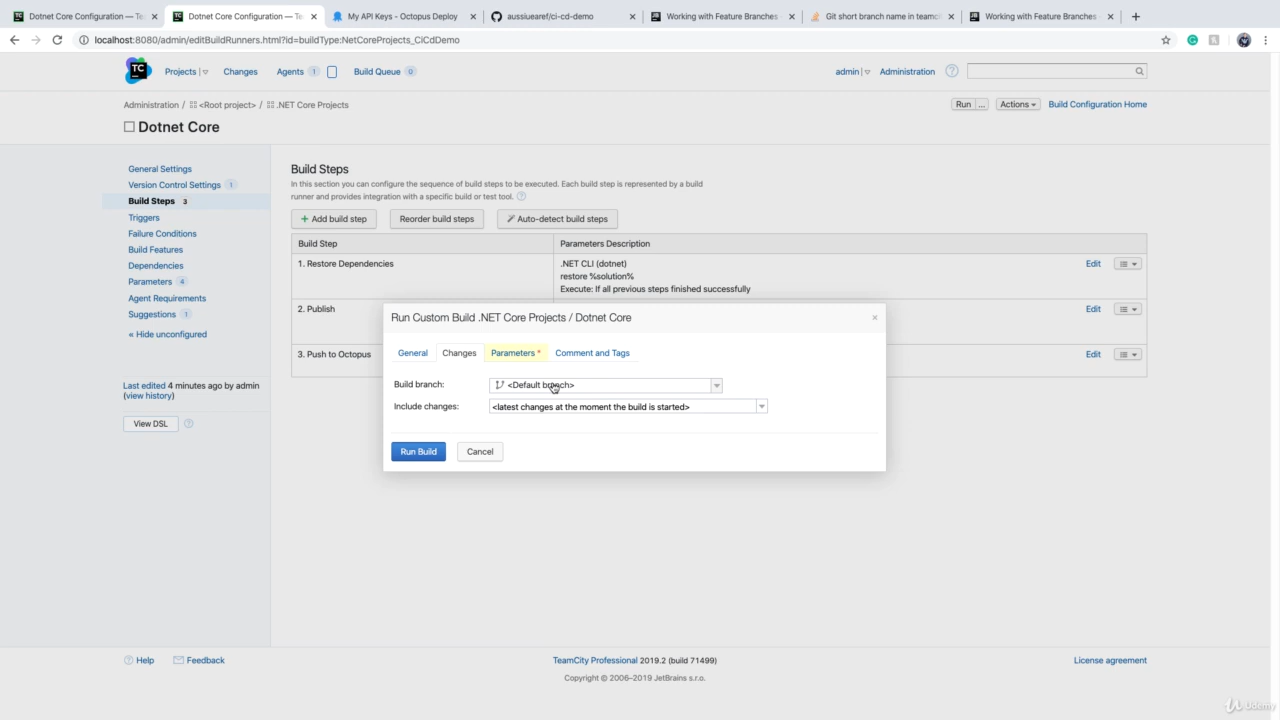 Dotnet Core Configuration — Te
Dotnet Core Configuration — Te
My API Keys - Octopus Deploy
aussiuearef/ci-cd-demo
Working with Feature Branches -
Git short branch name in teamci
Working with Feature Branches -
localhost:8080/admin/editBuildRunners.html?id=buildType:NetCoreProjects_CiCdDemo
TC
Projects
Changes
Agents 1
Build Queue 0
admin
Administration
Administration / <Root project> / .NET Core Projects
Run ...
Actions
Build Configuration Home
Dotnet Core
General Settings
Version Control Settings 1
Build Steps 3
Triggers
Failure Conditions
Build Features
Dependencies
Parameters 4
Agent Requirements
Suggestions 1
« Hide unconfigured
Last edited 4 minutes ago by admin
(view history)
View DSL
Build Steps
In this section you can configure the sequence of build steps to be executed. Each build step is represented by a build
runner and provides integration with a specific build or test tool.
+ Add build step
Reorder build steps
Auto-detect build steps
Build Step
Parameters Description
1. Restore Dependencies
.NET CLI (dotnet)
restore %solution%
Execute: If all previous steps finished successfully
Edit
2. Publish
Edit
3. Push to Octopus
Edit
Run Custom Build .NET Core Projects / Dotnet Core
General
Changes
Parameters *
Comment and Tags
Build branch:
<Default branch>
Include changes:
<latest changes at the moment the build is started>
Run Build
Cancel
Help
Feedback
TeamCity Professional 2019.2 (build 71499)
Copyright © 2006–2019 JetBrains s.r.o.
License agreement
Udemy